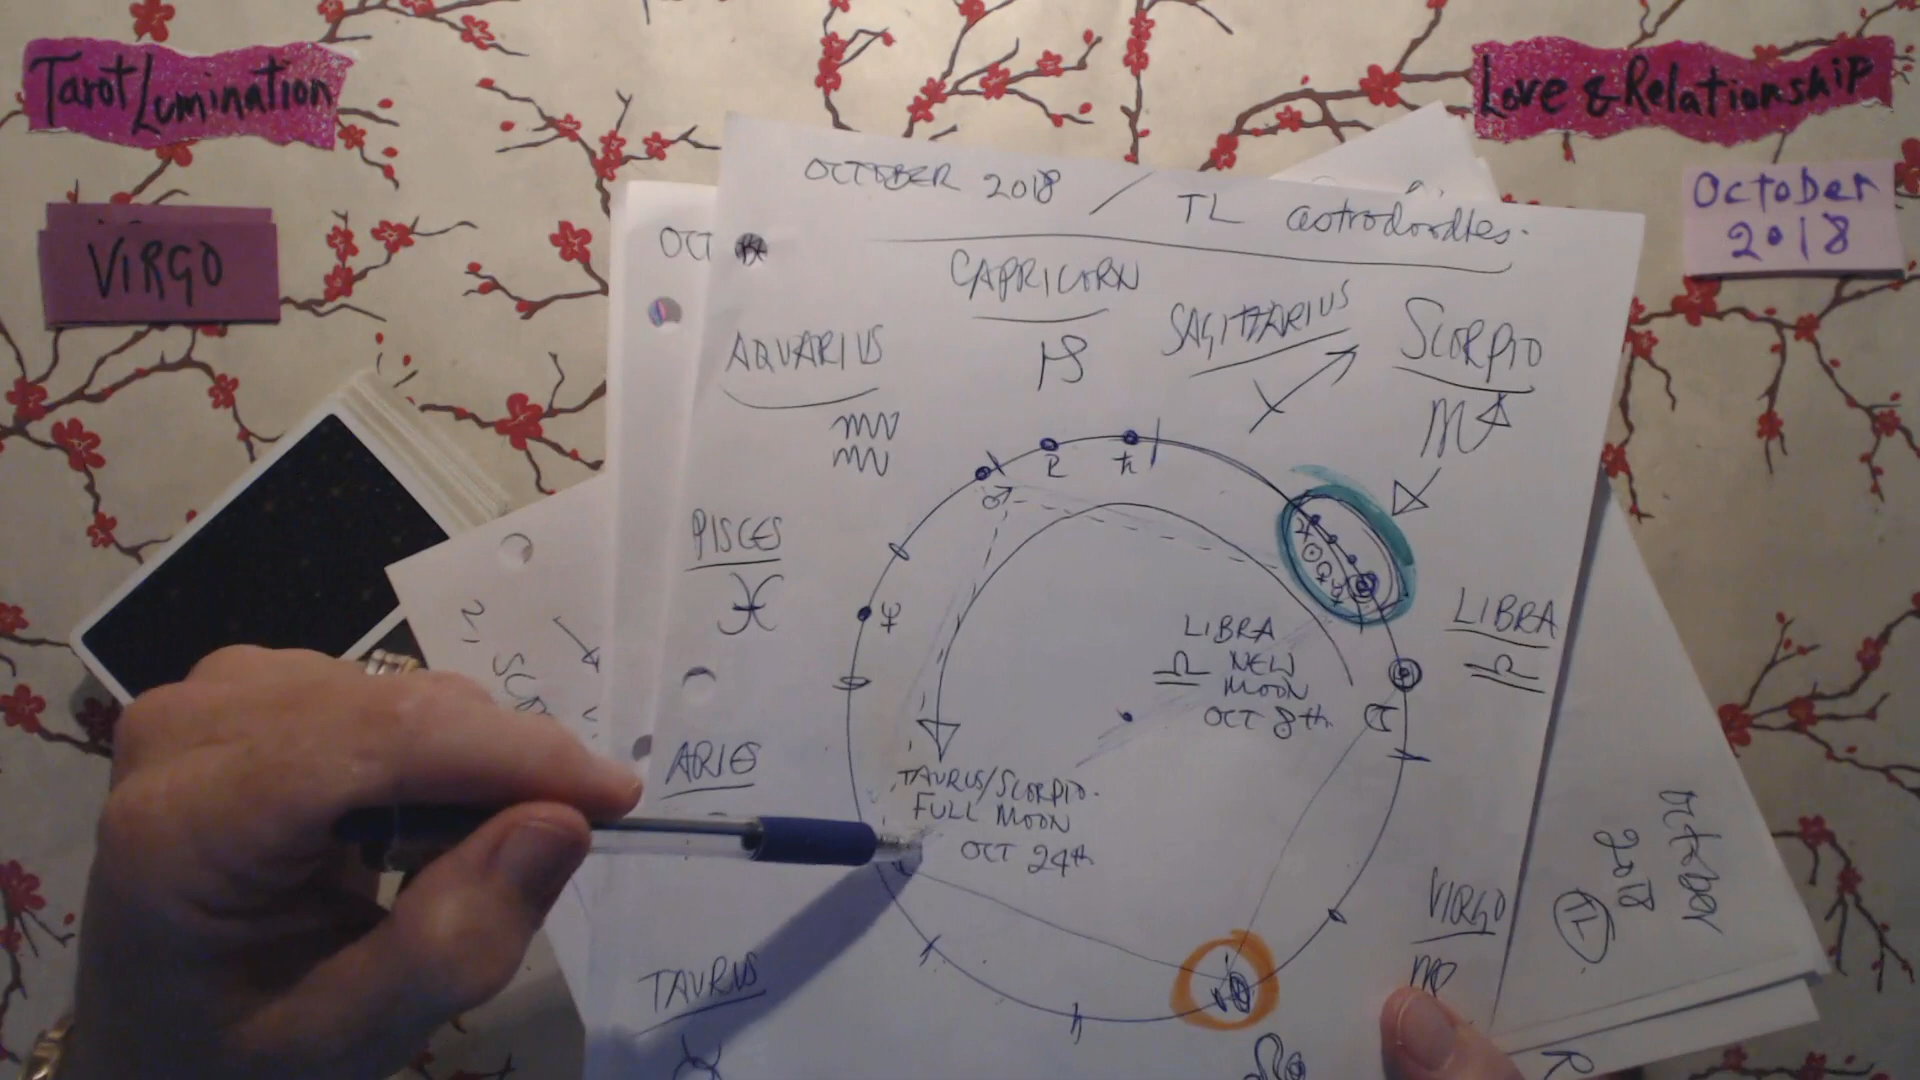 Tarot Lumination
Love & Relationship
VIRGO
October
2018
OCTOBER 2018 / TL astrodoodles.
OCT
CAPRICORN
SAGITTARIUS
SCORPIO
AQUARIUS
PISCES
LIBRA
ARIES
LIBRA
NEW
MOON
OCT 8th
TAURUS/SCORPIO
FULL MOON
OCT 24th
TAURUS
VIRGO
October
2018
TL
R